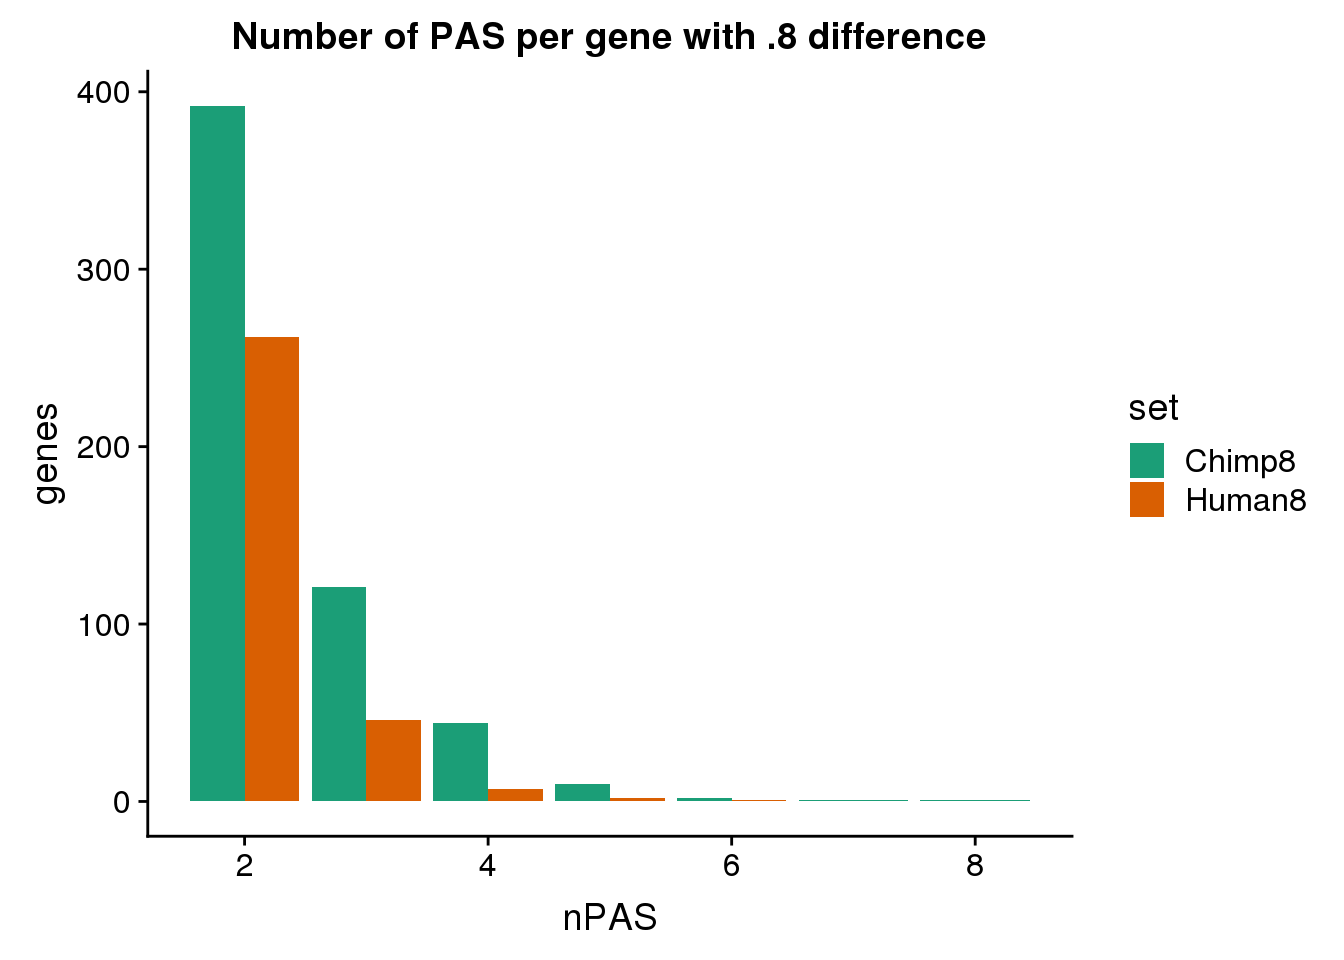 Number of PAS per gene with .8 difference
400
300
200
100
0
genes
2 4 6 8
nPAS
set
Chimp8
Human8